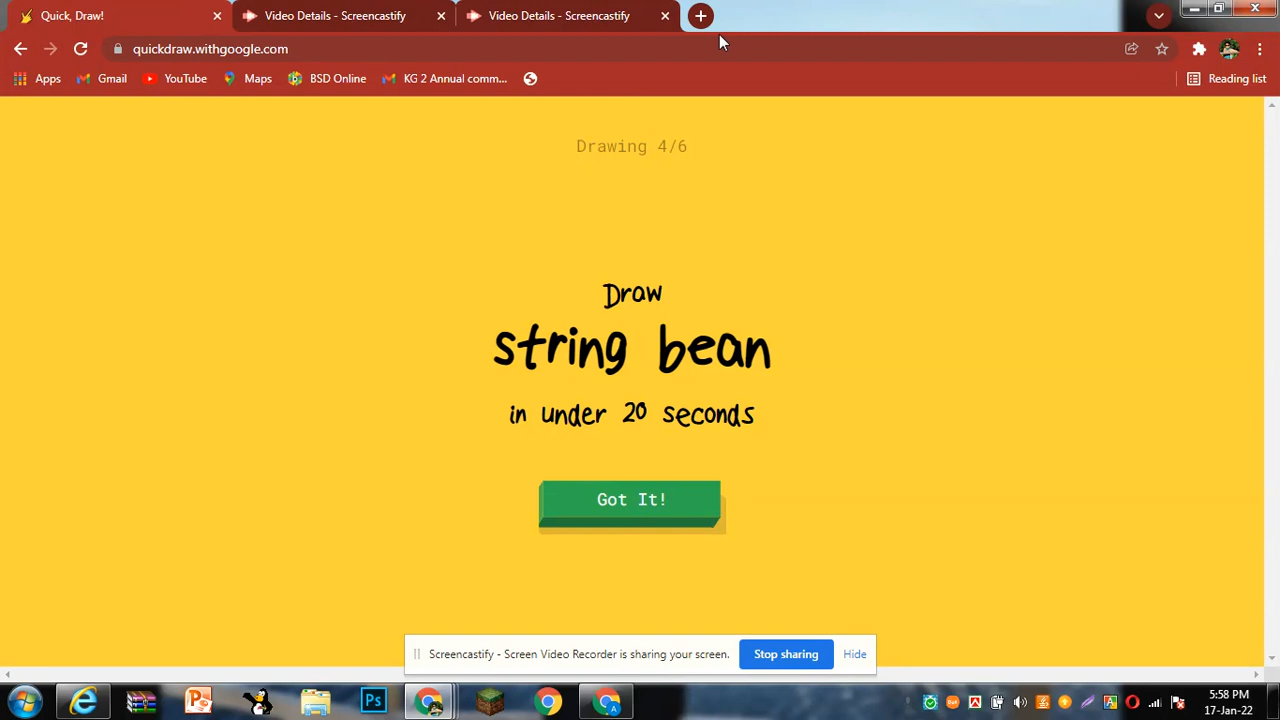 Quick, Draw!
Video Details - Screencastify
Video Details - Screencastify
quickdraw.withgoogle.com
Apps
Gmail
YouTube
Maps
BSD Online
KG 2 Annual comm...
Reading list
Drawing 4/6
Draw
string bean
in under 20 seconds
Got It!
Screencastify - Screen Video Recorder is sharing your screen.
Stop sharing
Hide
Ps
5:58 PM
17-Jan-22